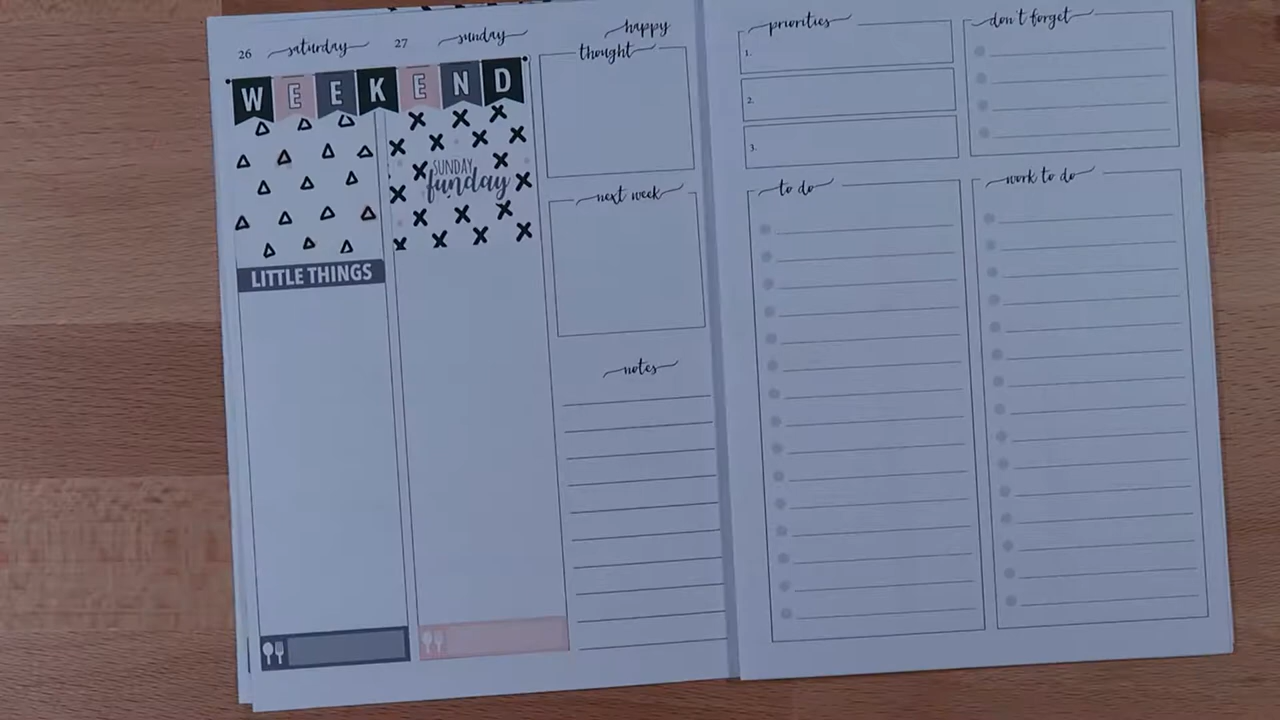 26 saturday 27 sunday
WEEKEND
SUNDAY
funday
LITTLE THINGS
happy
thought
next week
notes
priorities
1.
2.
3.
don't forget
to do
work to do